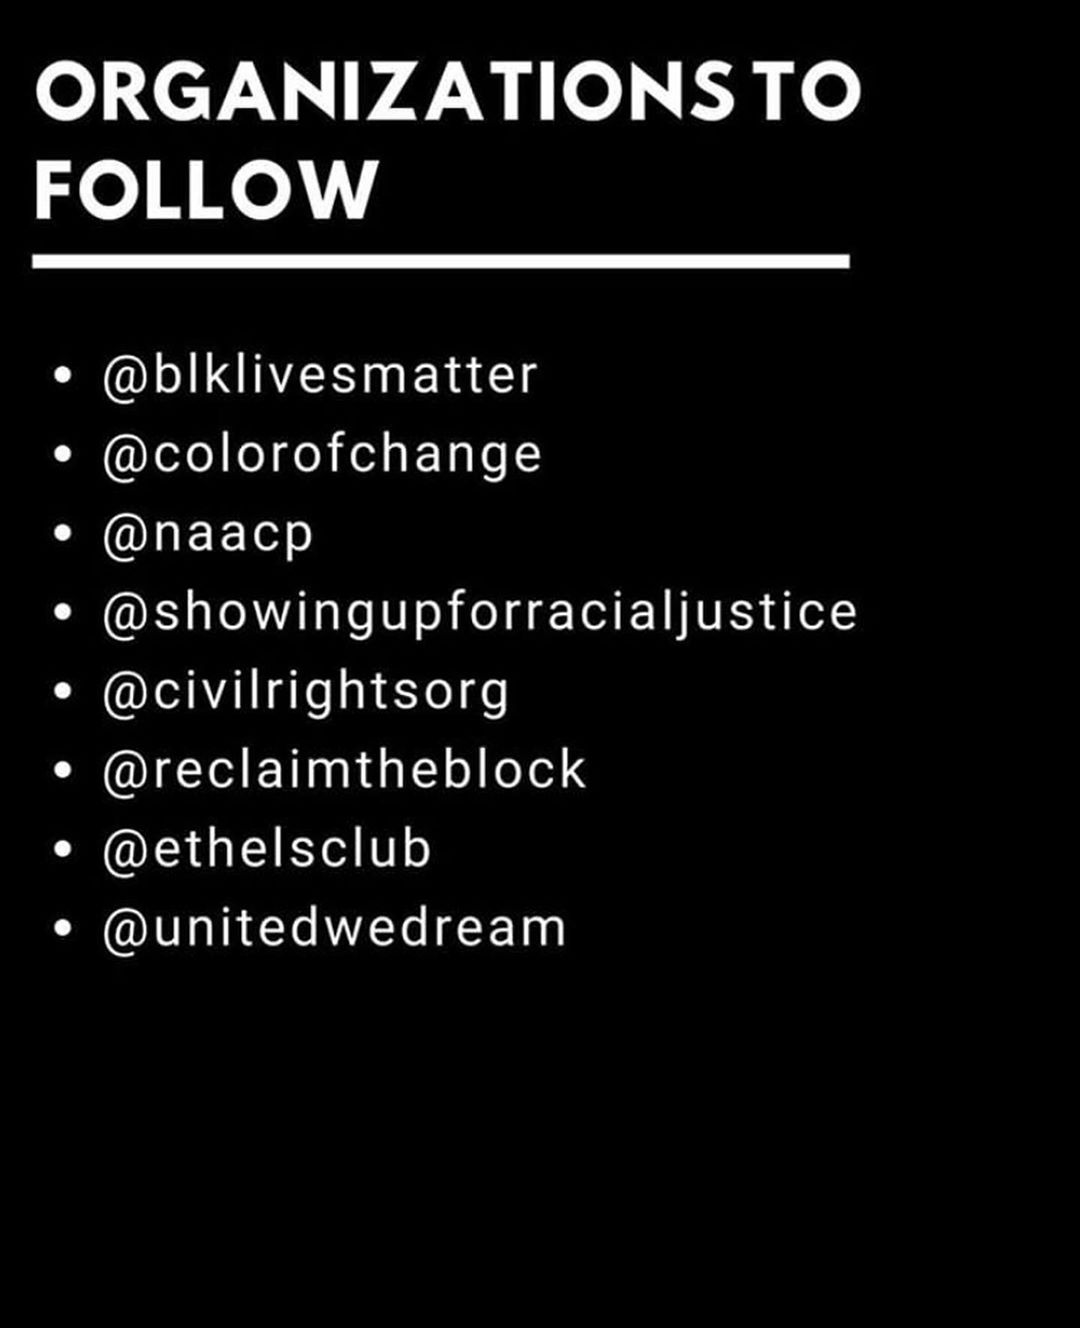 ORGANIZATIONS TO
FOLLOW
• @blklivesmatter
• @colorofchange
• @naacp
• @showingupforracialjustice
• @civilrightsorg
• @reclaimtheblock
• @ethelsclub
• @unitedwedream